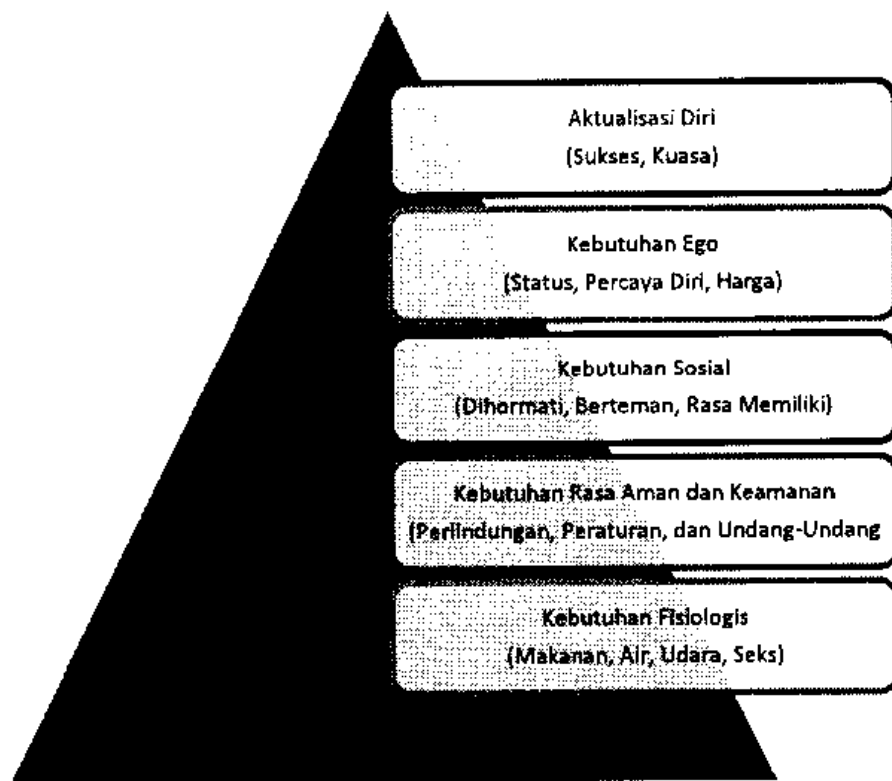 Aktualisasi Diri
(Sukses, Kuasa)
Kebutuhan Ego
(Status, Percaya Diri, Harga)
Kebutuhan Sosial
(Dihormati, Berteman, Rasa Memiliki)
Kebutuhan Rasa Aman dan Keamanan
(Perlindungan, Peraturan, dan Undang-Undang
Kebutuhan Fisiologis
(Makanan, Air, Udara, Seks)